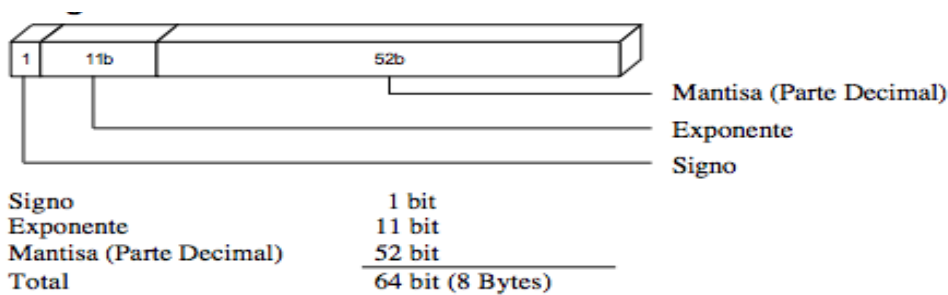 1 11b 52b
Mantisa (Parte Decimal)
Exponente
Signo
Signo 1 bit
Exponente 11 bit
Mantisa (Parte Decimal) 52 bit
Total 64 bit (8 Bytes)